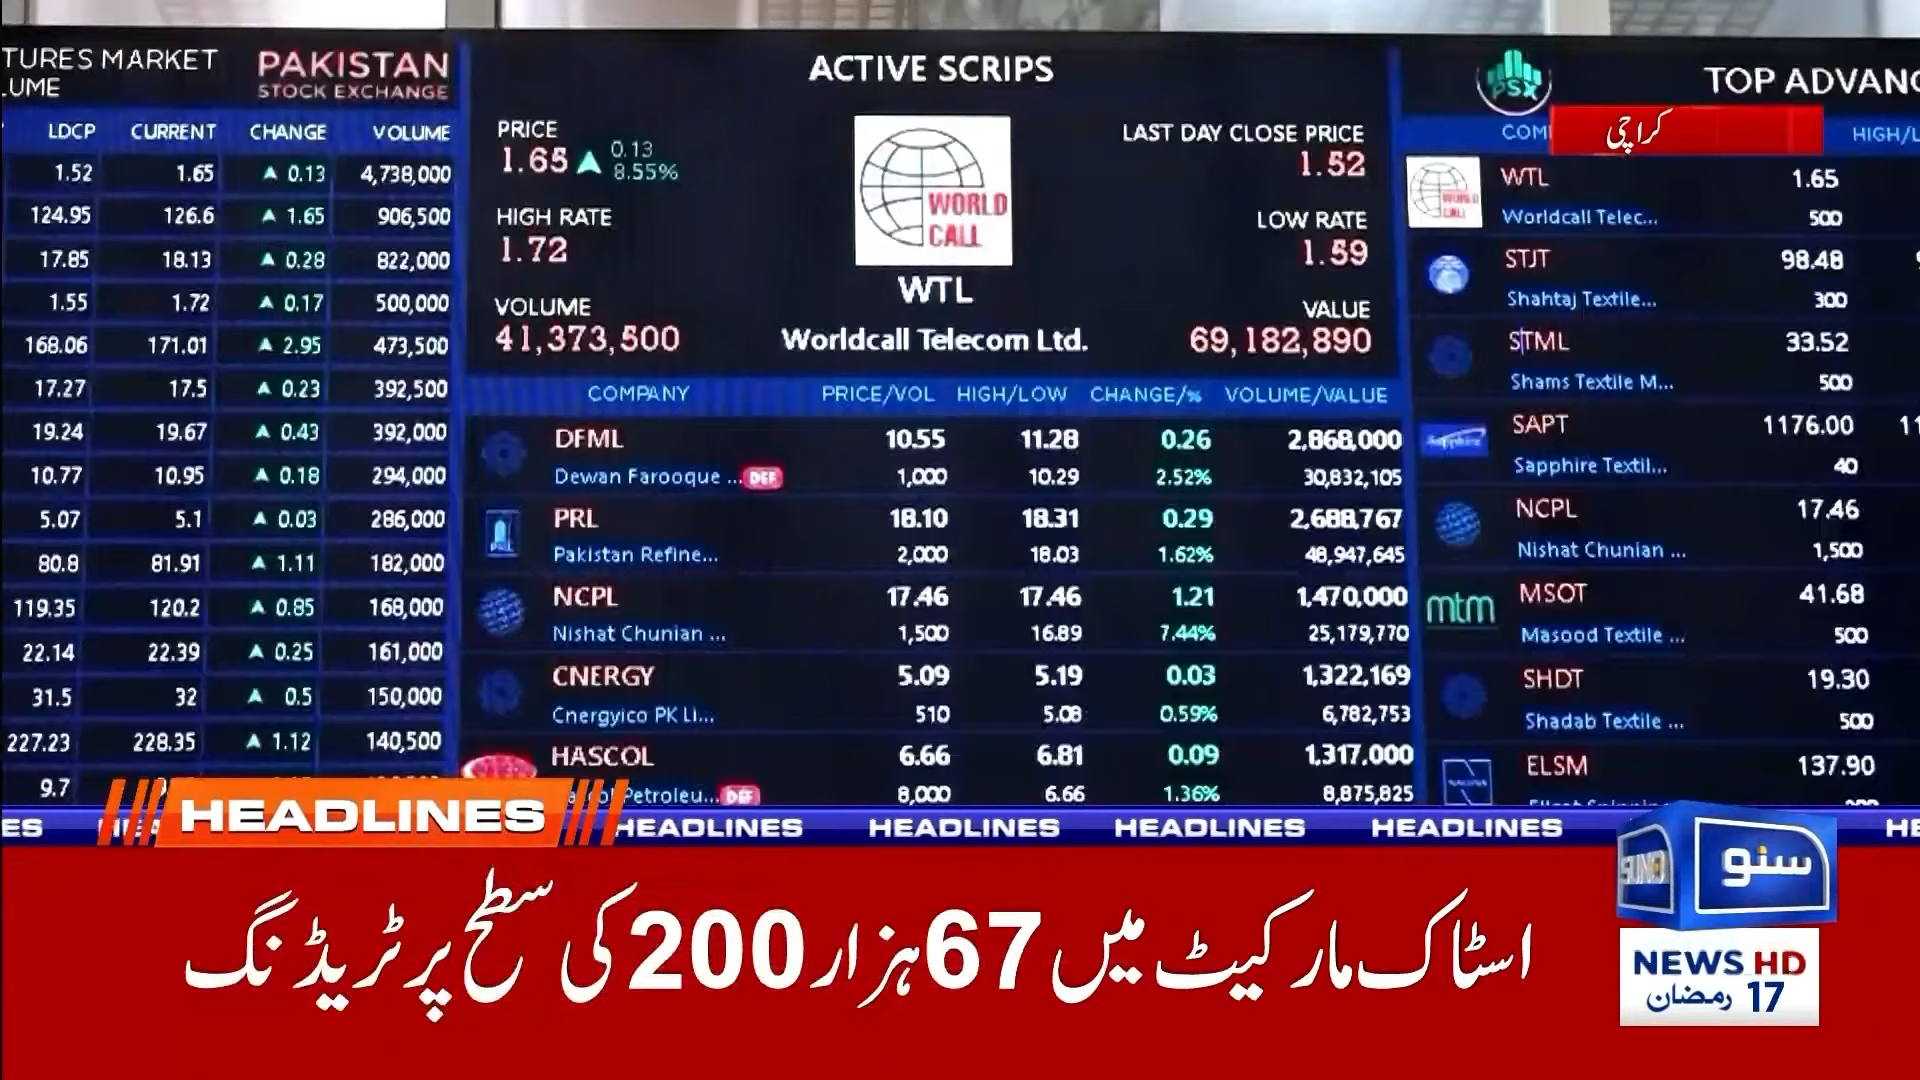 TURES MARKET
LUME
PAKISTAN
STOCK EXCHANGE
LDCP CURRENT CHANGE VOLUME
1.52 1.65 ▲ 0.13 4,738,000
124.95 126.6 ▲ 1.65 906,500
17.85 18.13 ▲ 0.28 822,000
1.55 1.72 ▲ 0.17 500,000
168.06 171.01 ▲ 2.95 473,500
17.27 17.5 ▲ 0.23 392,500
19.24 19.67 ▲ 0.43 392,000
10.77 10.95 ▲ 0.18 294,000
5.07 5.1 ▲ 0.03 286,000
80.8 81.91 ▲ 1.11 182,000
119.35 120.2 ▲ 0.85 168,000
22.14 22.39 ▲ 0.25 161,000
31.5 32 ▲ 0.5 150,000
227.23 228.35 ▲ 1.12 140,500
9.7
ACTIVE SCRIPS
PRICE
1.65 ▲ 0.13
8.55%
HIGH RATE
1.72
VOLUME
41,373,500
WORLD
CALL
WTL
Worldcall Telecom Ltd.
LAST DAY CLOSE PRICE
1.52
LOW RATE
1.59
VALUE
69,182,890
COMPANY PRICE/VOL HIGH/LOW CHANGE/% VOLUME/VALUE
DFML 10.55 11.28 0.26 2,868,000
Dewan Farooque ... DEF 1,000 10.29 2.52% 30,832,105
PRL 18.10 18.31 0.29 2,688,767
Pakistan Refine... 2,000 18.03 1.62% 48,947,645
NCPL 17.46 17.46 1.21 1,470,000
Nishat Chunian ... 1,500 16.89 7.44% 25,179,770
CNERGY 5.09 5.19 0.03 1,322,169
Cnergyico PK Li... 510 5.08 0.59% 6,782,753
HASCOL 6.66 6.81 0.09 1,317,000
Petroleu... DEF 8,000 6.66 1.36% 8,875,825
PSX
TOP ADVANC
کراچی
COM HIGH/L
WTL 1.65
Worldcall Telec... 500
STJT 98.48
Shahtaj Textile... 300
STML 33.52
Shams Textile M... 500
SAPT 1176.00
Sapphire Textil... 40
Sapphire
NCPL 17.46
Nishat Chunian ... 1,500
mtm
MSOT 41.68
Masood Textile ... 500
SHDT 19.30
Shadab Textile ... 500
ELSM 137.90
HEADLINES
ES HEA HEADLINES HEADLINES HEADLINES HEADLINES HE
اسٹاک مارکیٹ میں 67 ہزار 200 کی سطح پر ٹریڈنگ
SUNO سنو
NEWS HD
17 رمضان